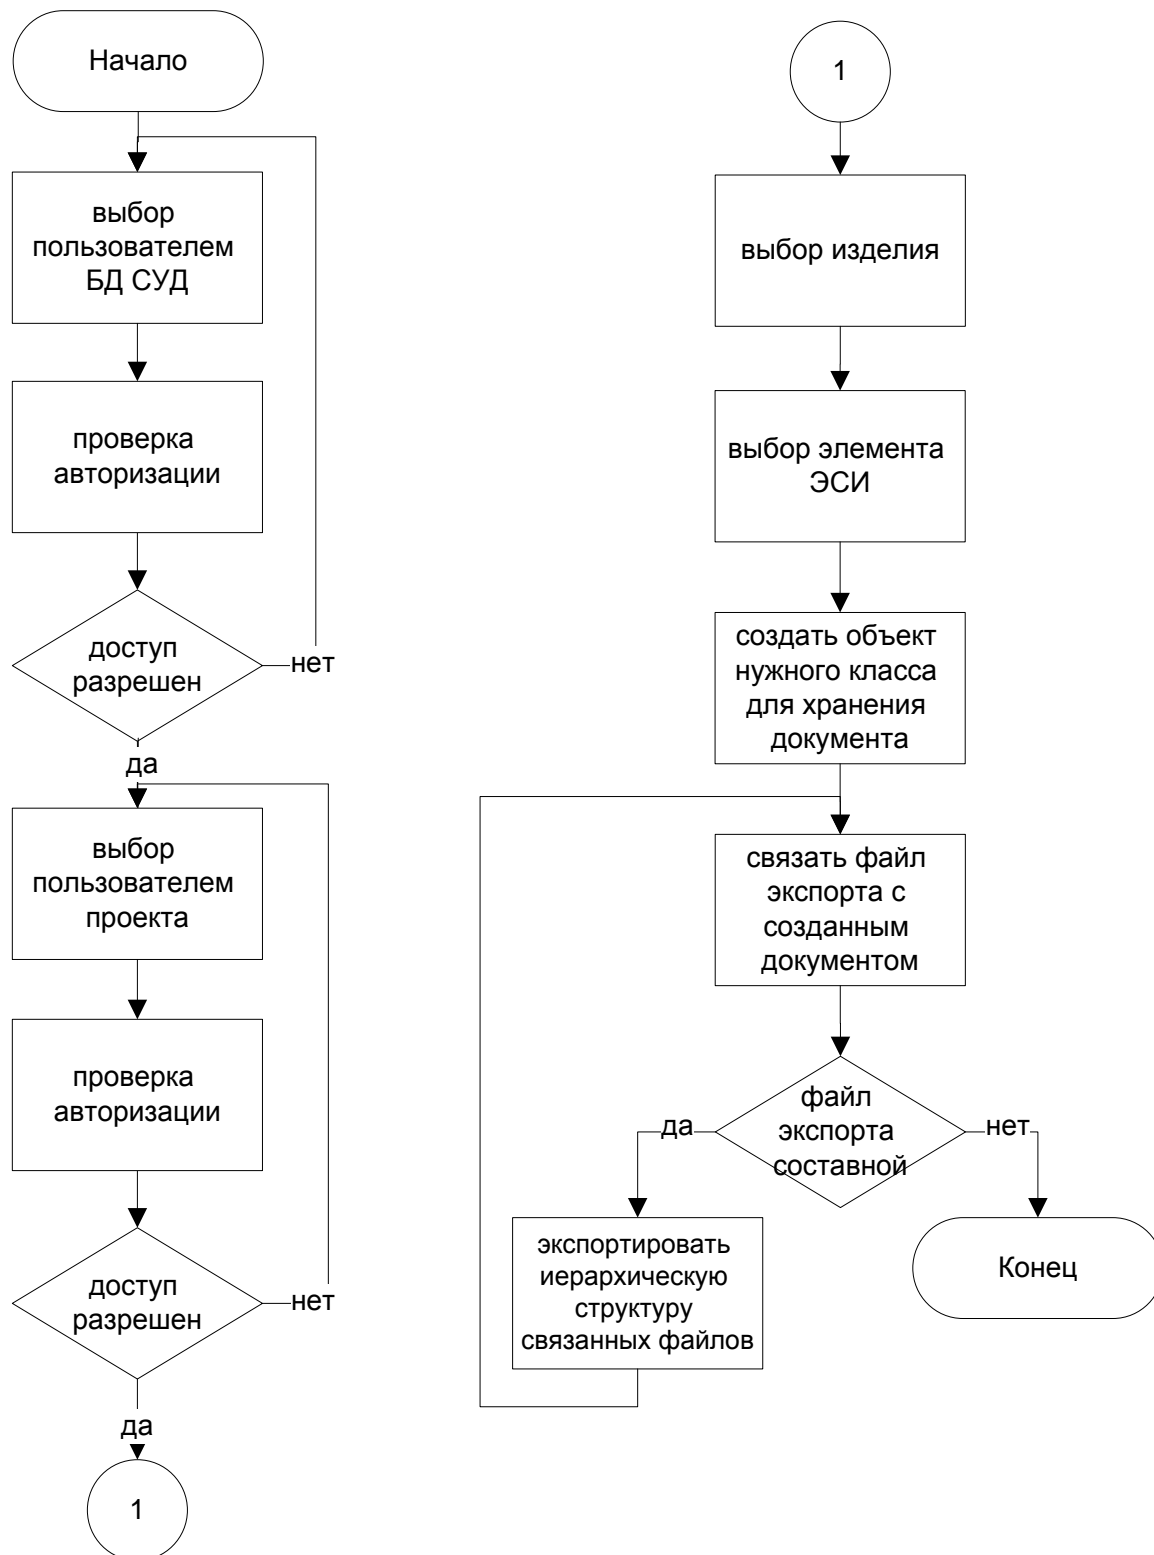 Начало
выбор
пользователем
БД СУД
проверка
авторизации
доступ
разрешен
нет
да
выбор
пользователем
проекта
проверка
авторизации
доступ
разрешен
нет
да
1
1
выбор изделия
выбор элемента
ЭСИ
создать объект
нужного класса
для хранения
документа
связать файл
экспорта с
созданным
документом
файл
экспорта
составной
да
нет
экспортировать
иерархическую
структуру
связанных файлов
Конец